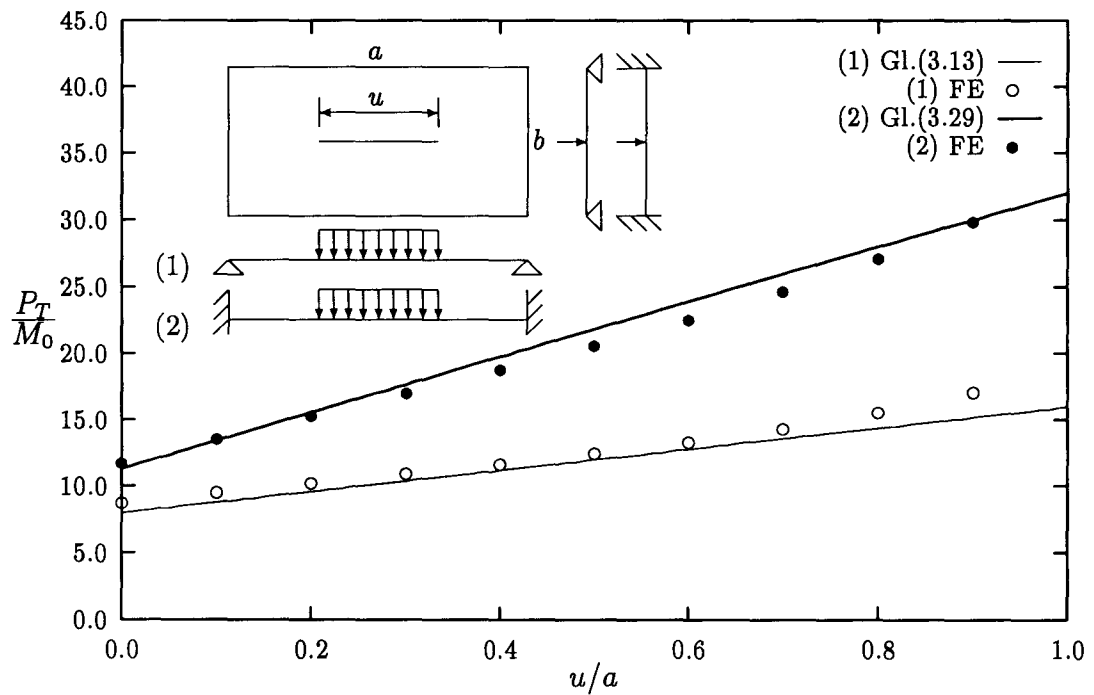 45.0
40.0
35.0
30.0
25.0
20.0
15.0
10.0
5.0
0.0
P_T
M_0
a
u
b
(1)
(2)
(1) Gl.(3.13)
(1) FE
(2) Gl.(3.29)
(2) FE
0.0 0.2 0.4 0.6 0.8 1.0
u/a